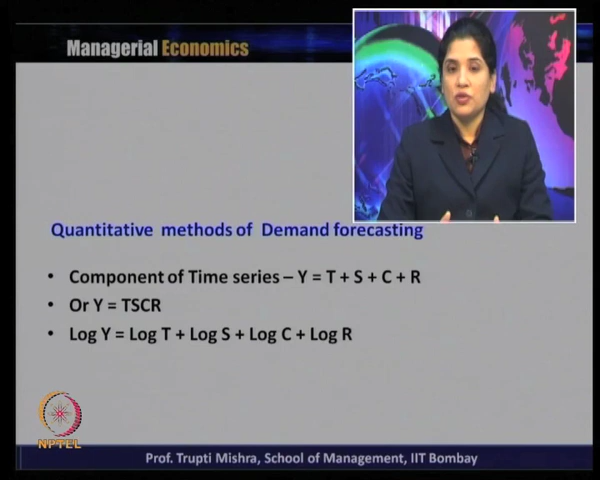 Managerial Economics
Quantitative methods of Demand forecasting
• Component of Time series – Y = T + S + C + R
• Or Y = TSCR
• Log Y = Log T + Log S + Log C + Log R
NPTEL
Prof. Trupti Mishra, School of Management, IIT Bombay